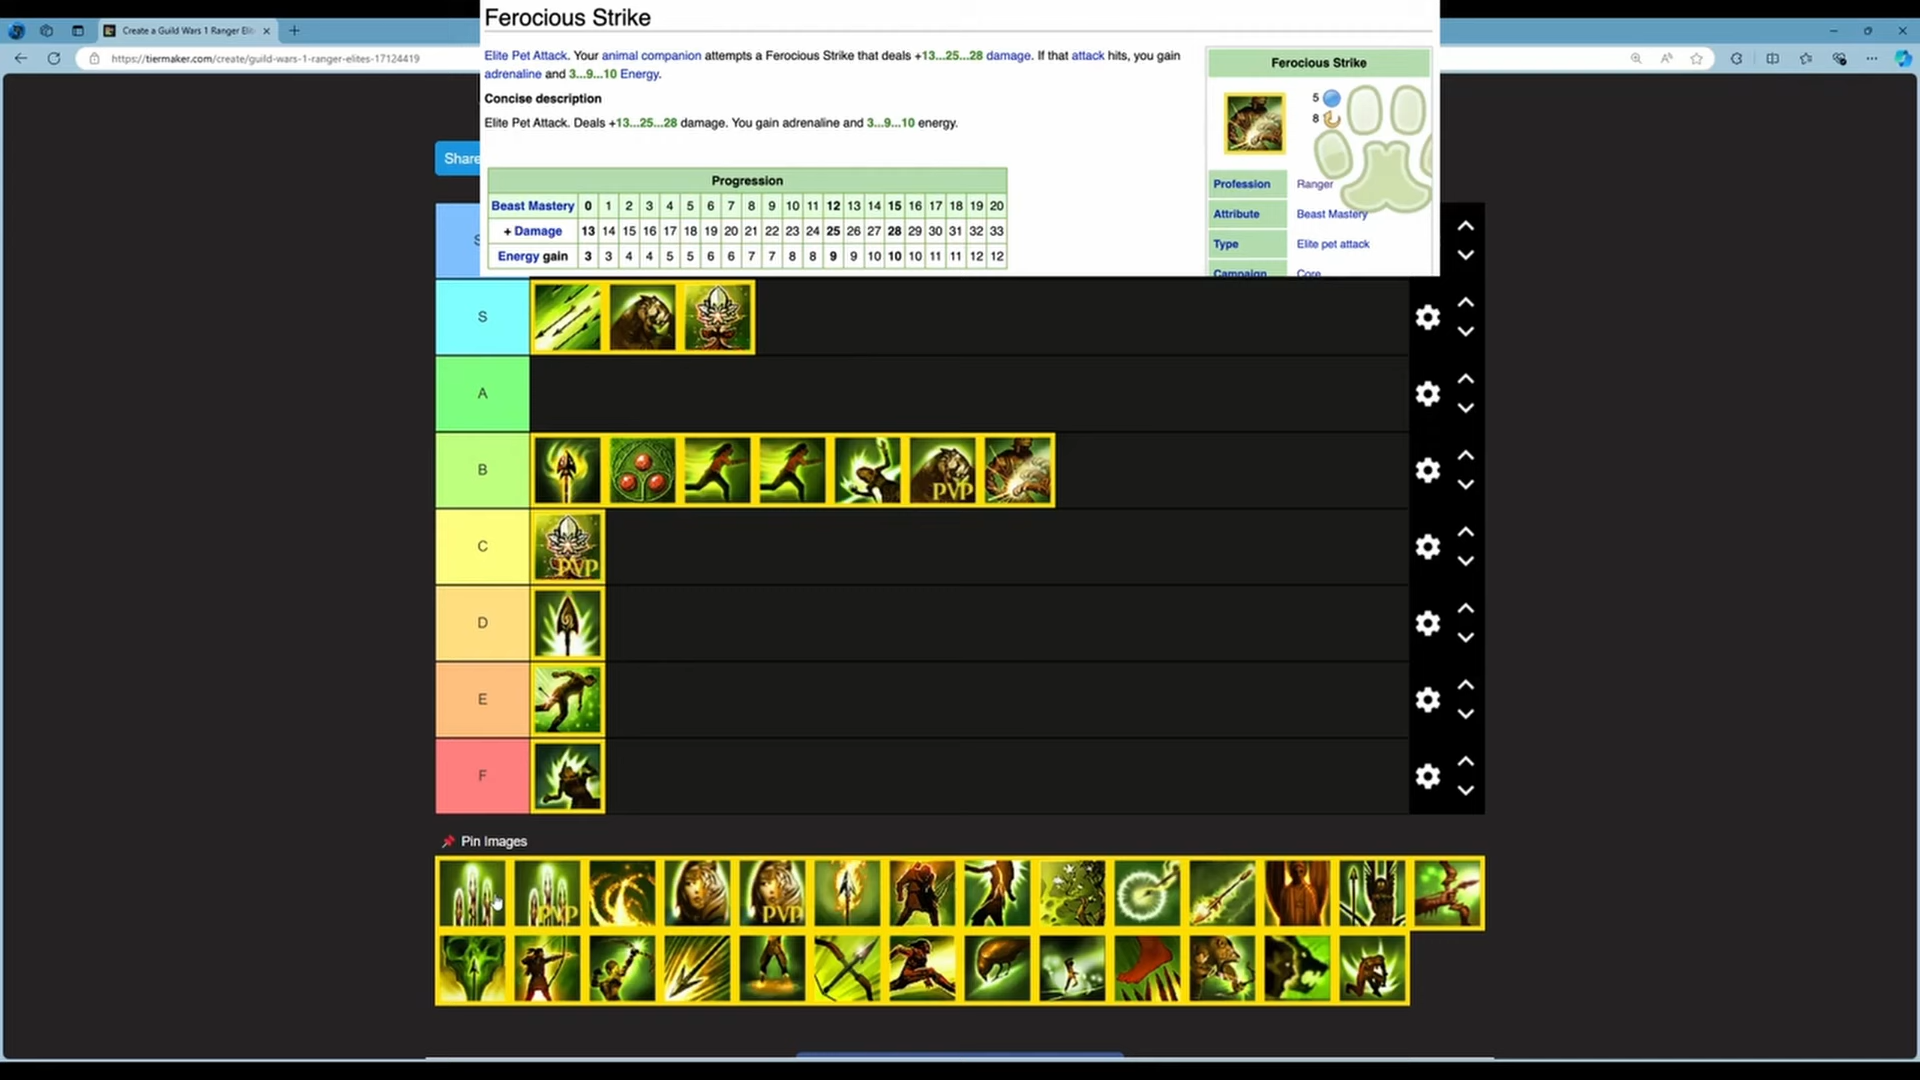 Ferocious Strike
Create a Guild Wars 1 Ranger Eli
https://tiermaker.com/create/guild-wars-1-ranger-elites-17124419
Elite Pet Attack. Your animal companion attempts a Ferocious Strike that deals +13...25...28 damage. If that attack hits, you gain
adrenaline and 3...9...10 Energy.
Concise description
Elite Pet Attack. Deals +13...25...28 damage. You gain adrenaline and 3...9...10 energy.
Progression
Beast Mastery 0 1 2 3 4 5 6 7 8 9 10 11 12 13 14 15 16 17 18 19 20
+ Damage 13 14 15 16 17 18 19 20 21 22 23 24 25 26 27 28 29 30 31 32 33
Energy gain 3 3 4 4 5 5 6 6 7 7 8 8 9 9 10 10 10 11 11 12 12
Ferocious Strike
5
8
Profession Ranger
Attribute Beast Mastery
Type Elite pet attack
Campaign Core
Share
S
S
A
B
PVP
C
PVP
D
E
F
Pin Images
PVP
PVP